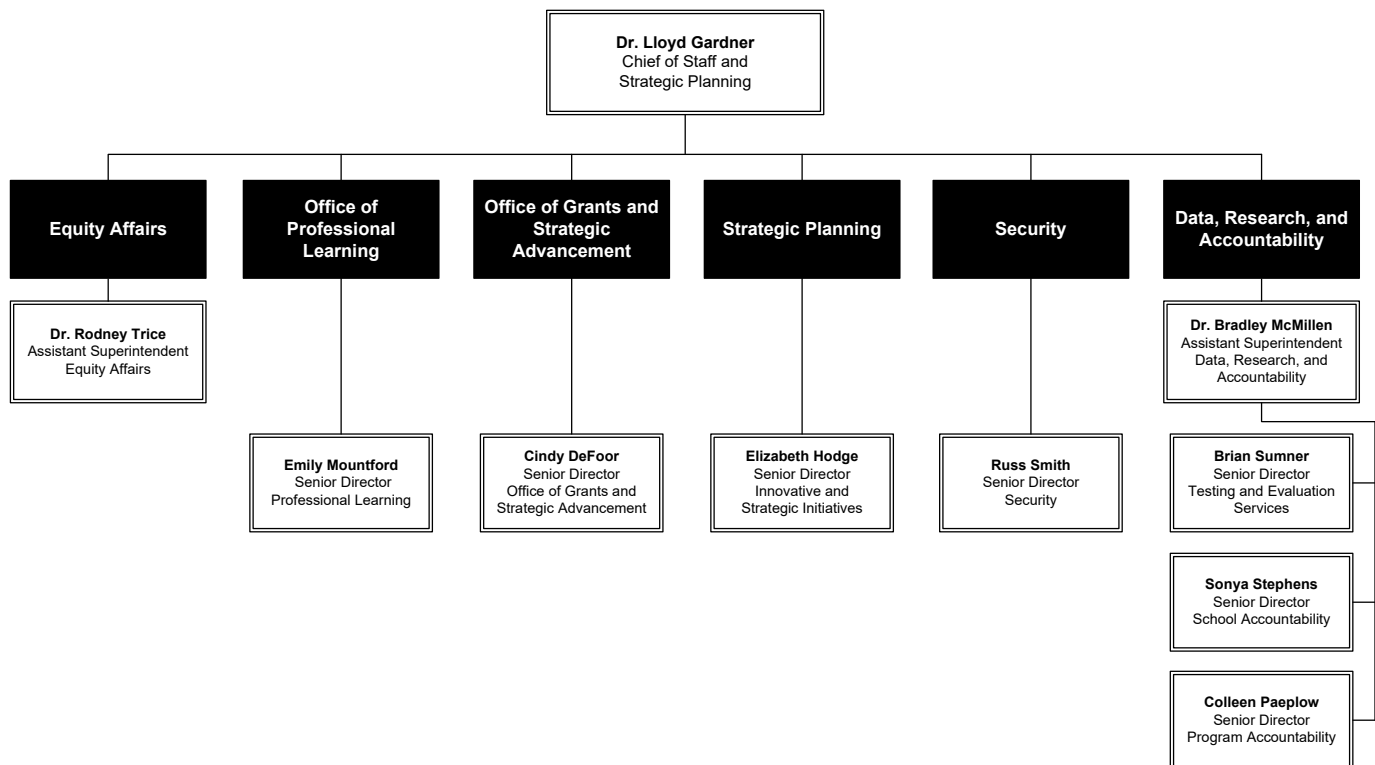 Dr. Lloyd Gardner
Chief of Staff and
Strategic Planning
Equity Affairs
Office of
Professional
Learning
Office of Grants and
Strategic
Advancement
Strategic Planning
Security
Data, Research, and
Accountability
Dr. Rodney Trice
Assistant Superintendent
Equity Affairs
Dr. Bradley McMillen
Assistant Superintendent
Data, Research, and
Accountability
Emily Mountford
Senior Director
Professional Learning
Cindy DeFoor
Senior Director
Office of Grants and
Strategic Advancement
Elizabeth Hodge
Senior Director
Innovative and
Strategic Initiatives
Russ Smith
Senior Director
Security
Brian Sumner
Senior Director
Testing and Evaluation
Services
Sonya Stephens
Senior Director
School Accountability
Colleen Paeplow
Senior Director
Program Accountability